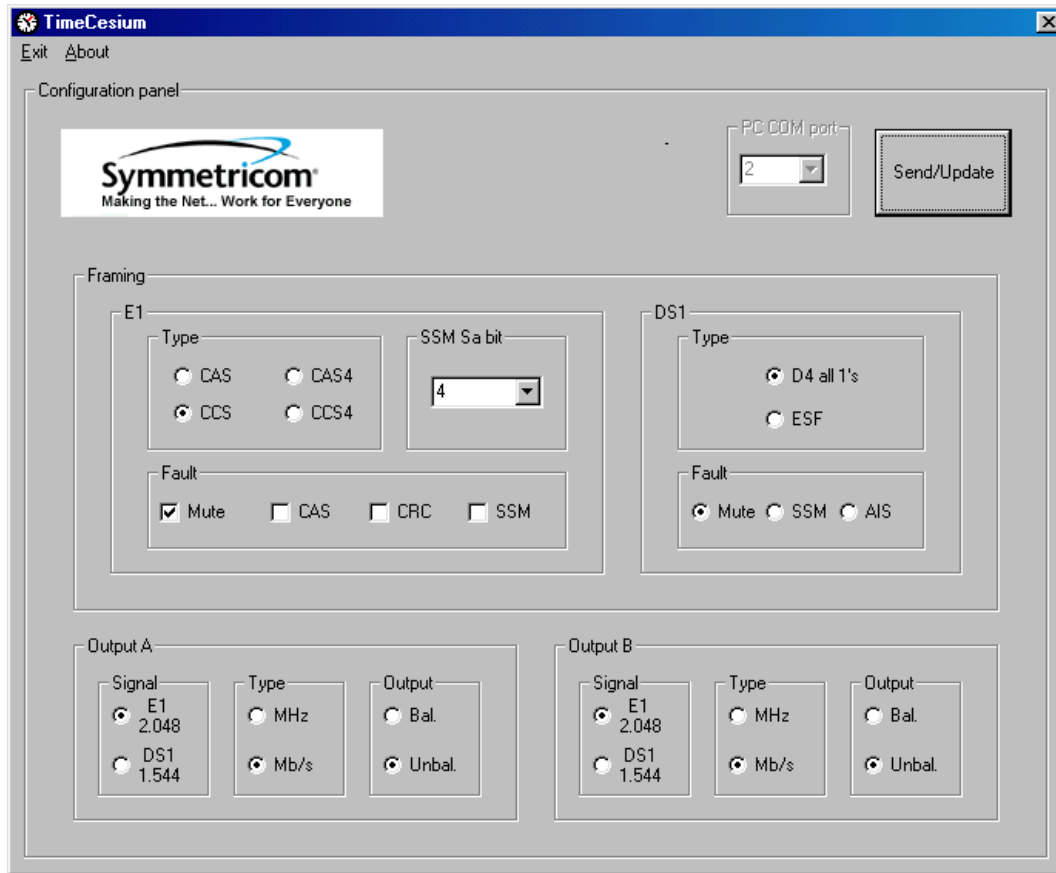 TimeCesium
Exit About
Configuration panel
Symmetricom
Making the Net... Work for Everyone
PC COM port
2
Send/Update
Framing
E1
Type
CAS CAS4
CCS CCS4
SSM Sa bit
4
Fault
Mute CAS CRC SSM
DS1
Type
D4 all 1's
ESF
Fault
Mute SSM AIS
Output A
Signal
E1
2.048
DS1
1.544
Type
MHz
Mb/s
Output
Bal.
Unbal.
Output B
Signal
E1
2.048
DS1
1.544
Type
MHz
Mb/s
Output
Bal.
Unbal.